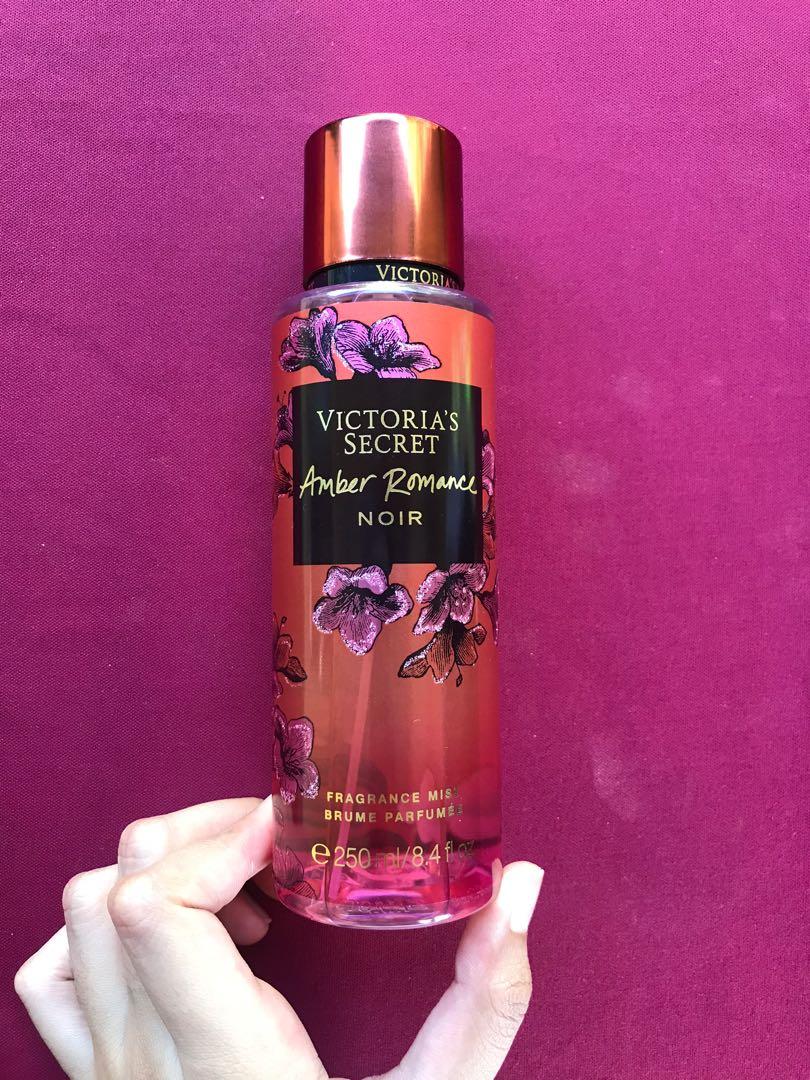 VICTORIA'S
VICTORIA'S
SECRET
Amber Romance
NOIR
FRAGRANCE MIST
BRUME PARFUMÉE
℮ 250 ml/8.4 fl oz